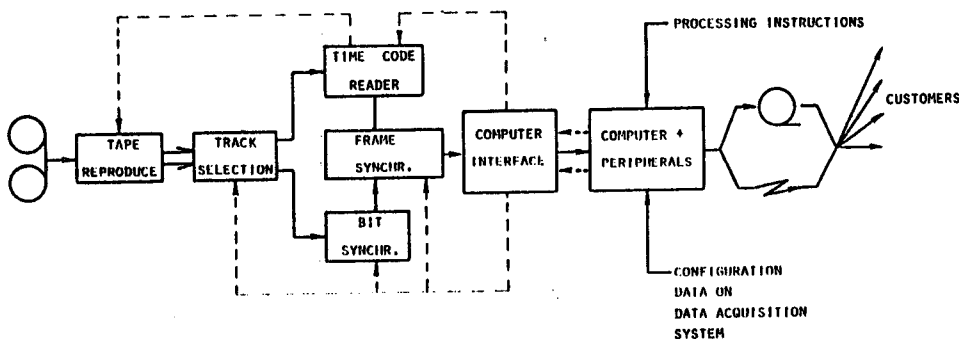 PROCESSING INSTRUCTIONS
TIME CODE
READER
CUSTOMERS
TAPE
REPRODUCE
TRACK
SELECTION
FRAME
SYNCHR.
COMPUTER
INTERFACE
COMPUTER +
PERIPHERALS
BIT
SYNCHR.
CONFIGURATION
DATA ON
DATA ACQUISITION
SYSTEM